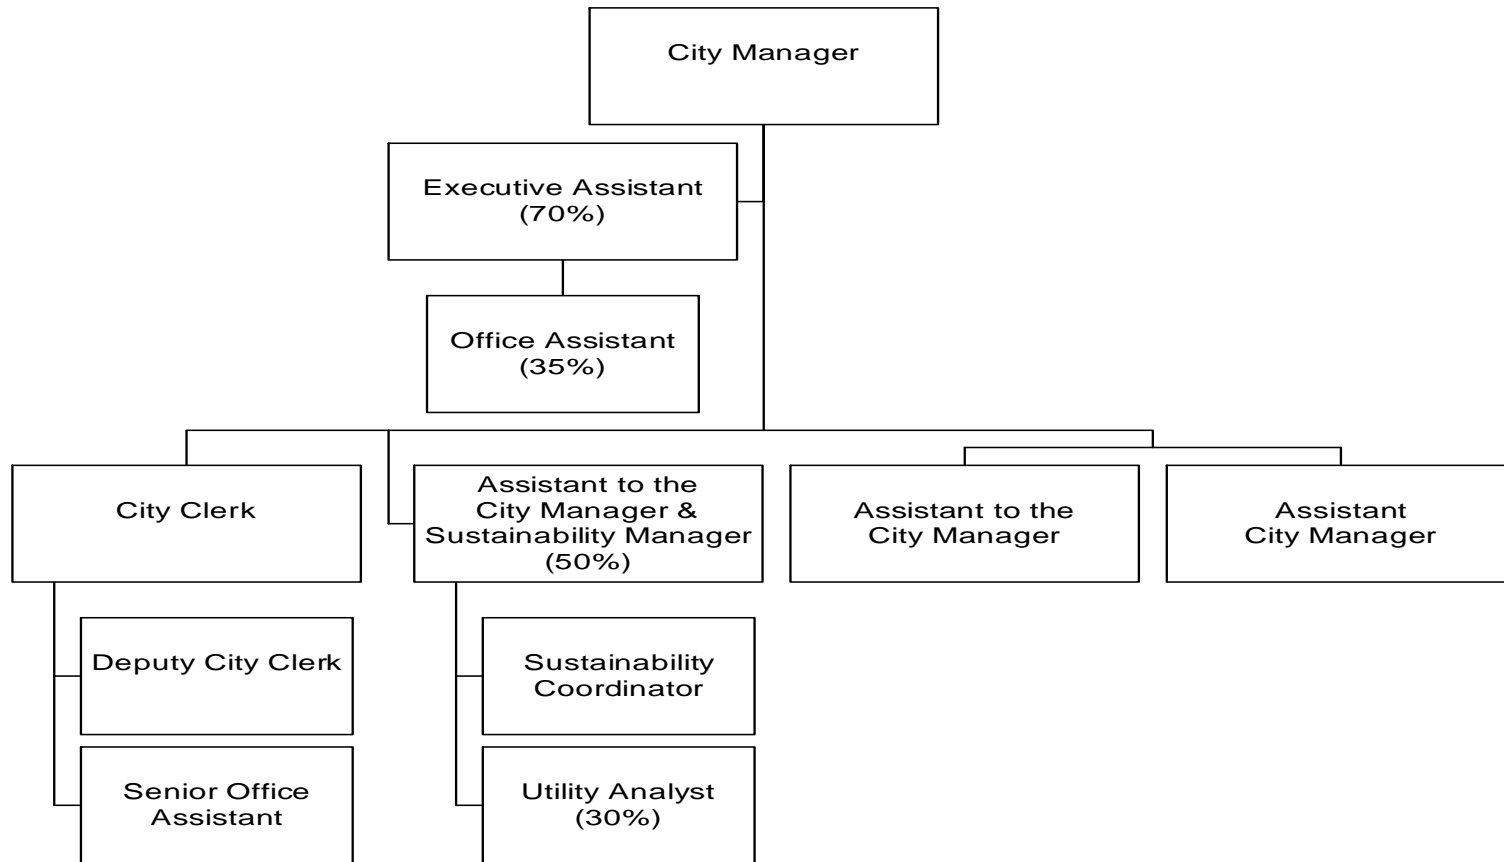 City Manager
Executive Assistant
(70%)
Office Assistant
(35%)
City Clerk
Assistant to the
City Manager &
Sustainability Manager
(50%)
Assistant to the
City Manager
Assistant
City Manager
Deputy City Clerk
Senior Office
Assistant
Sustainability
Coordinator
Utility Analyst
(30%)